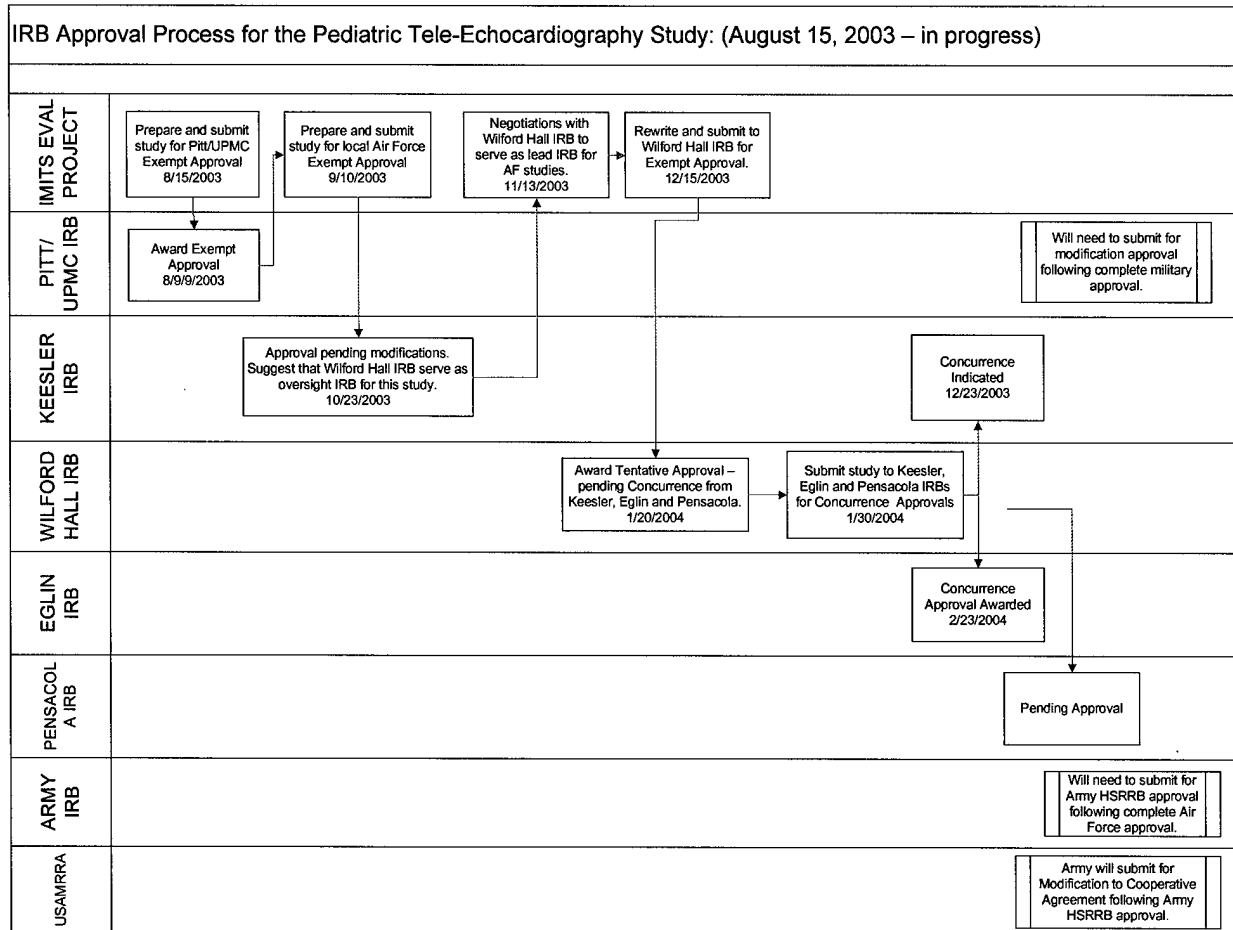 IRB Approval Process for the Pediatric Tele-Echocardiography Study: (August 15, 2003 – in progress)
IMITS EVAL
PROJECT
Prepare and submit
study for Pitt/UPMC
Exempt Approval
8/15/2003
Prepare and submit
study for local Air Force
Exempt Approval
9/10/2003
Negotiations with
Wilford Hall IRB to
serve as lead IRB for
AF studies.
11/13/2003
Rewrite and submit to
Wilford Hall IRB for
Exempt Approval.
12/15/2003
PITT/
UPMC IRB
Award Exempt
Approval
8/9/9/2003
Will need to submit for
modification approval
following complete military
approval.
KEESLER
IRB
Approval pending modifications.
Suggest that Wilford Hall IRB serve as
oversight IRB for this study.
10/23/2003
Concurrence
Indicated
12/23/2003
WILFORD
HALL IRB
Award Tentative Approval –
pending Concurrence from
Keesler, Eglin and Pensacola.
1/20/2004
Submit study to Keesler,
Eglin and Pensacola IRBs
for Concurrence Approvals
1/30/2004
EGLIN
IRB
Concurrence
Approval Awarded
2/23/2004
PENSACOL
A IRB
Pending Approval
ARMY
IRB
Will need to submit for
Army HSRRB approval
following complete Air
Force approval.
USAMRRA
Army will submit for
Modification to Cooperative
Agreement following Army
HSRRB approval.